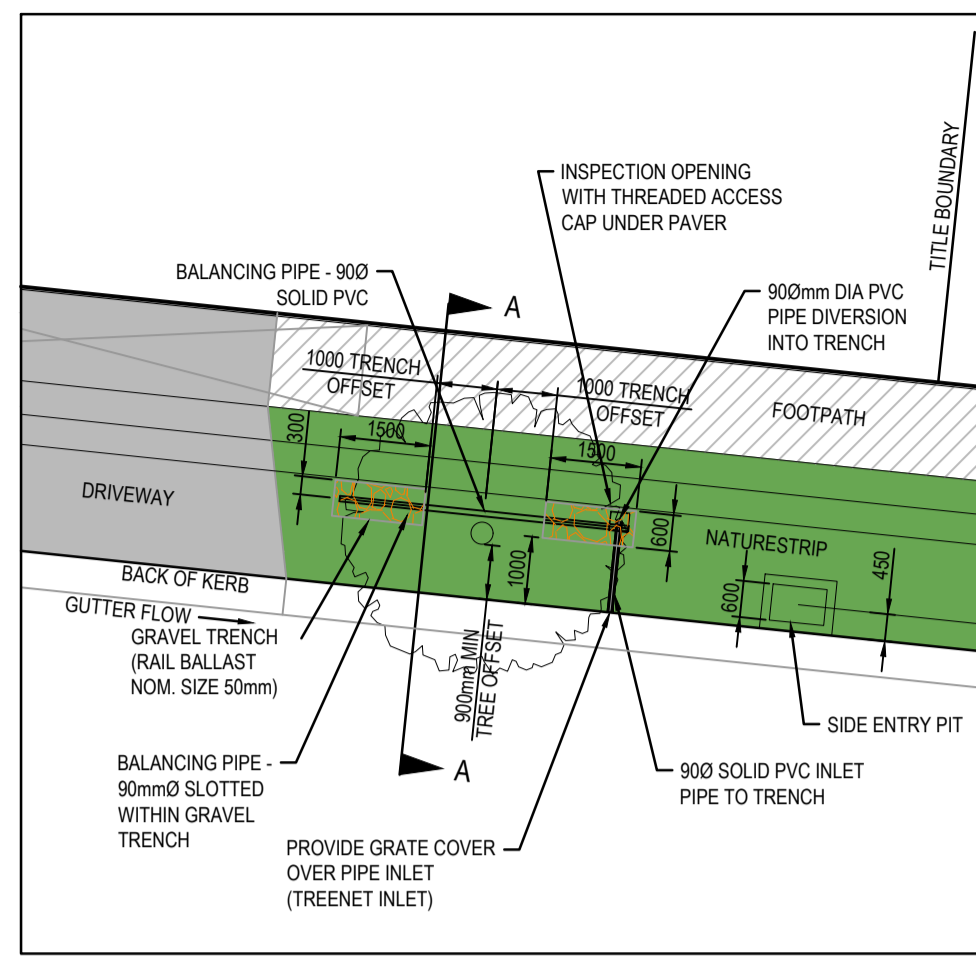 INSPECTION OPENING
WITH THREADED ACCESS
CAP UNDER PAVER
TITLE BOUNDARY
BALANCING PIPE - 90Ø
SOLID PVC
A
90Ømm DIA PVC
PIPE DIVERSION
INTO TRENCH
1000 TRENCH
OFFSET
1000 TRENCH
OFFSET
FOOTPATH
300
1500
1500
DRIVEWAY
600
NATURESTRIP
1000
450
600
BACK OF KERB
GUTTER FLOW
GRAVEL TRENCH
(RAIL BALLAST
NOM. SIZE 50mm)
900mm MIN
TREE OFFSET
SIDE ENTRY PIT
BALANCING PIPE -
90mmØ SLOTTED
WITHIN GRAVEL
TRENCH
A
90Ø SOLID PVC INLET
PIPE TO TRENCH
PROVIDE GRATE COVER
OVER PIPE INLET
(TREENET INLET)